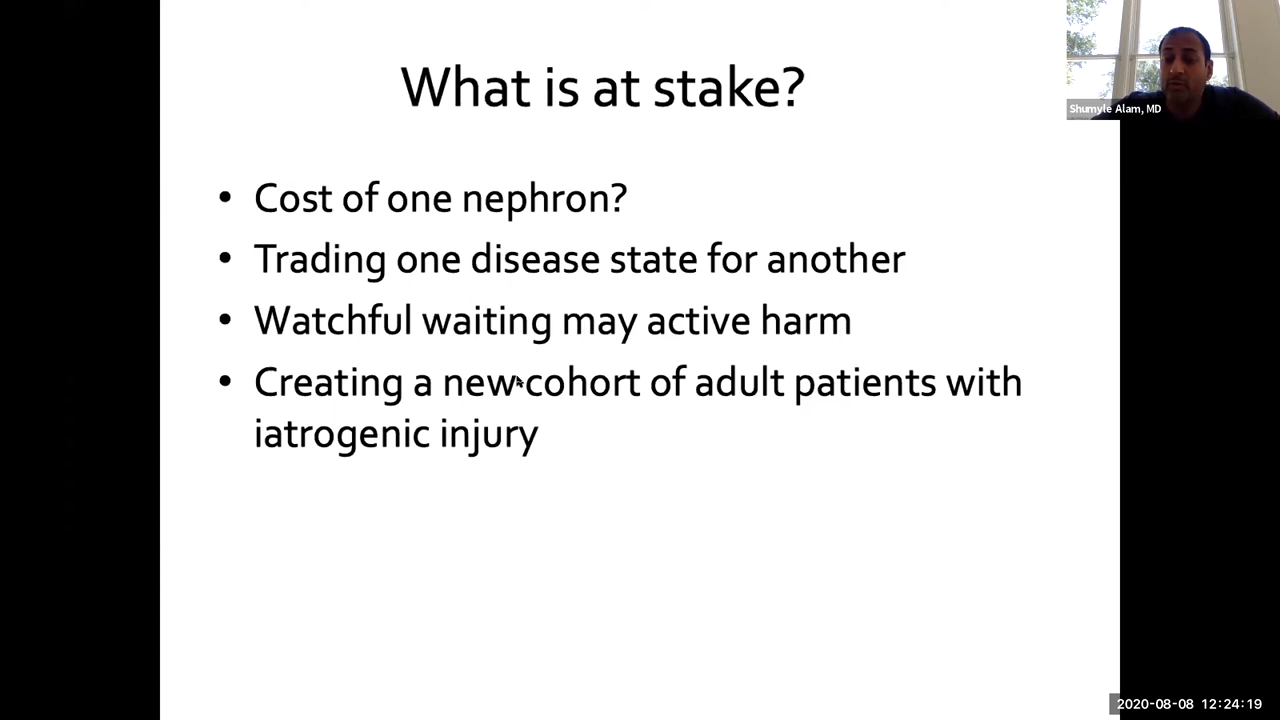 What is at stake?
Shumyle Alam, MD
• Cost of one nephron?
• Trading one disease state for another
• Watchful waiting may active harm
• Creating a new cohort of adult patients with
iatrogenic injury
2020-08-08 12:24:19